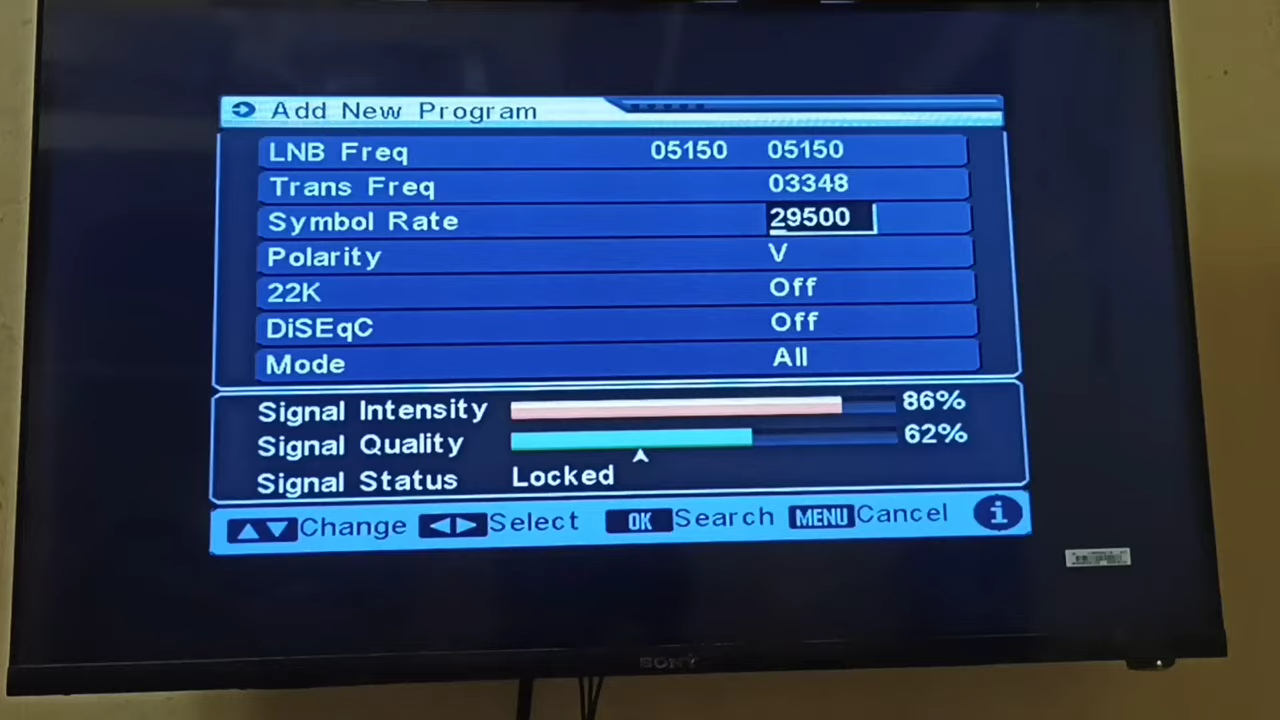 Add New Program
LNB Freq 05150 05150
Trans Freq 03348
Symbol Rate 29500
Polarity V
22K Off
DiSEqC Off
Mode All
Signal Intensity 86%
Signal Quality 62%
Signal Status Locked
Change Select OK Search MENU Cancel i
SONY